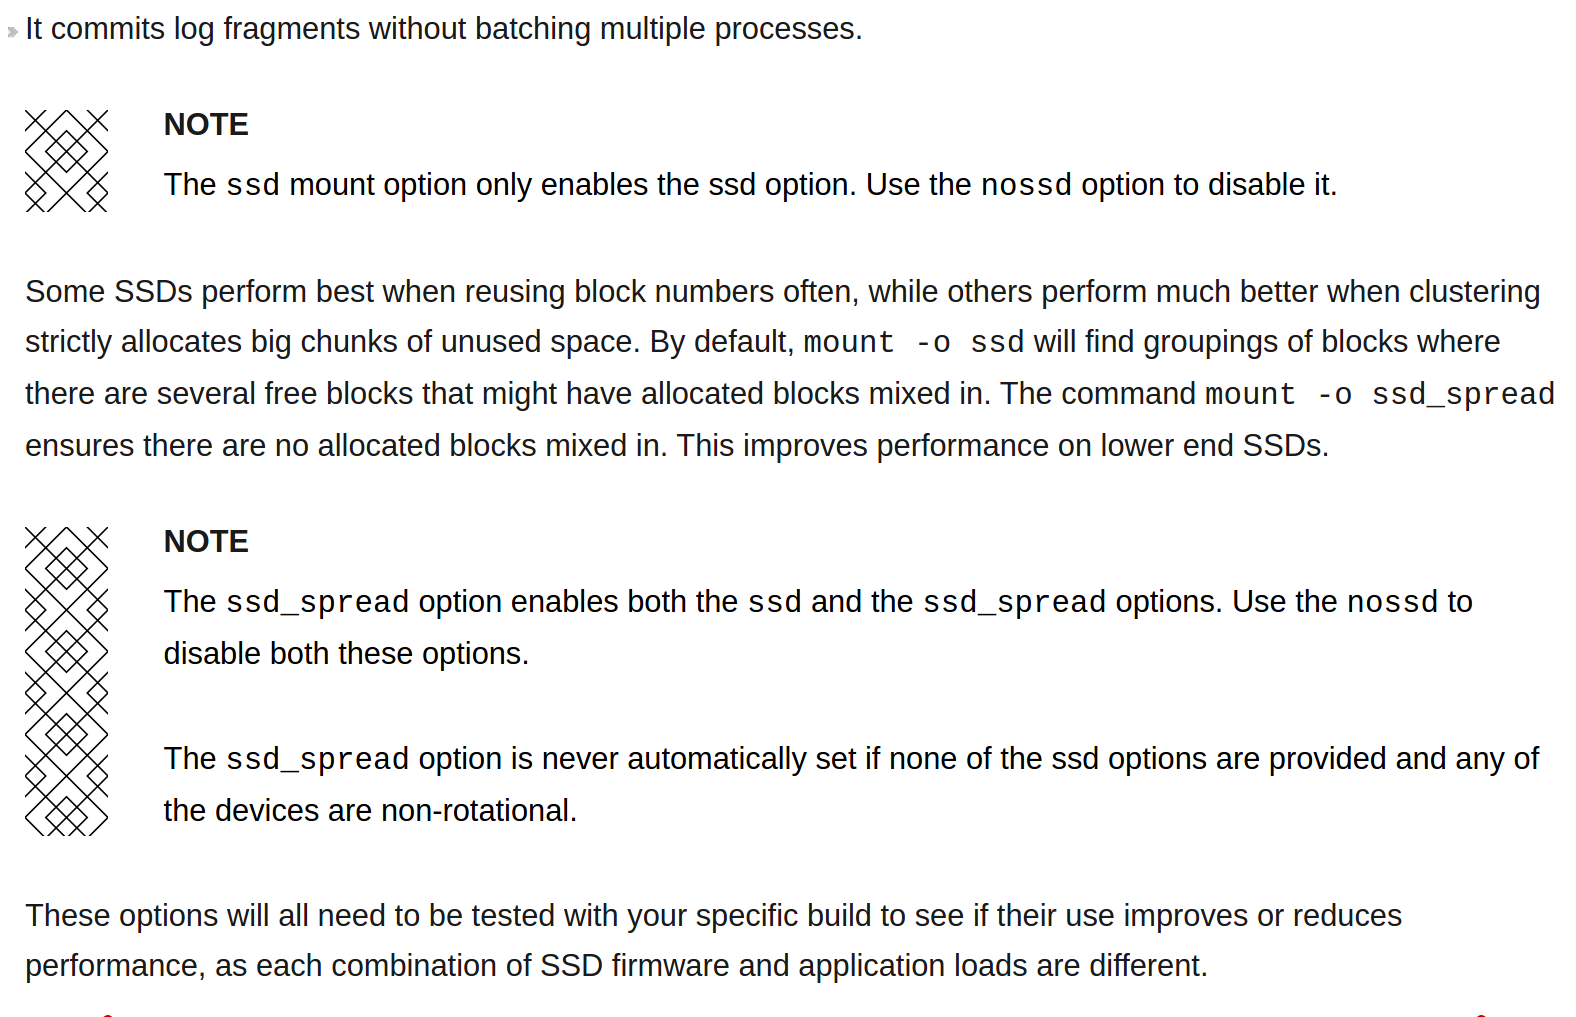 It commits log fragments without batching multiple processes.
NOTE
The ssd mount option only enables the ssd option. Use the nossd option to disable it.
Some SSDs perform best when reusing block numbers often, while others perform much better when clustering
strictly allocates big chunks of unused space. By default, mount -o ssd will find groupings of blocks where
there are several free blocks that might have allocated blocks mixed in. The command mount -o ssd_spread
ensures there are no allocated blocks mixed in. This improves performance on lower end SSDs.
NOTE
The ssd_spread option enables both the ssd and the ssd_spread options. Use the nossd to
disable both these options.
The ssd_spread option is never automatically set if none of the ssd options are provided and any of
the devices are non-rotational.
These options will all need to be tested with your specific build to see if their use improves or reduces
performance, as each combination of SSD firmware and application loads are different.